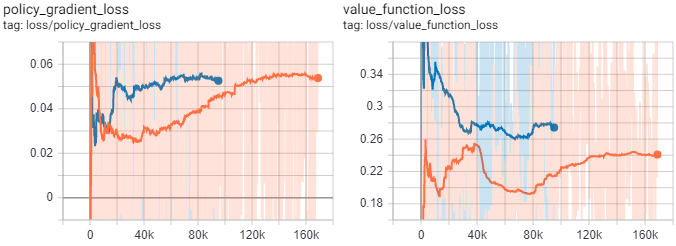 policy_gradient_loss
tag: loss/policy_gradient_loss
0.06
0.04
0.02
0
0 40k 80k 120k 160k
value_function_loss
tag: loss/value_function_loss
0.34
0.3
0.26
0.22
0.18
0 40k 80k 120k 160k